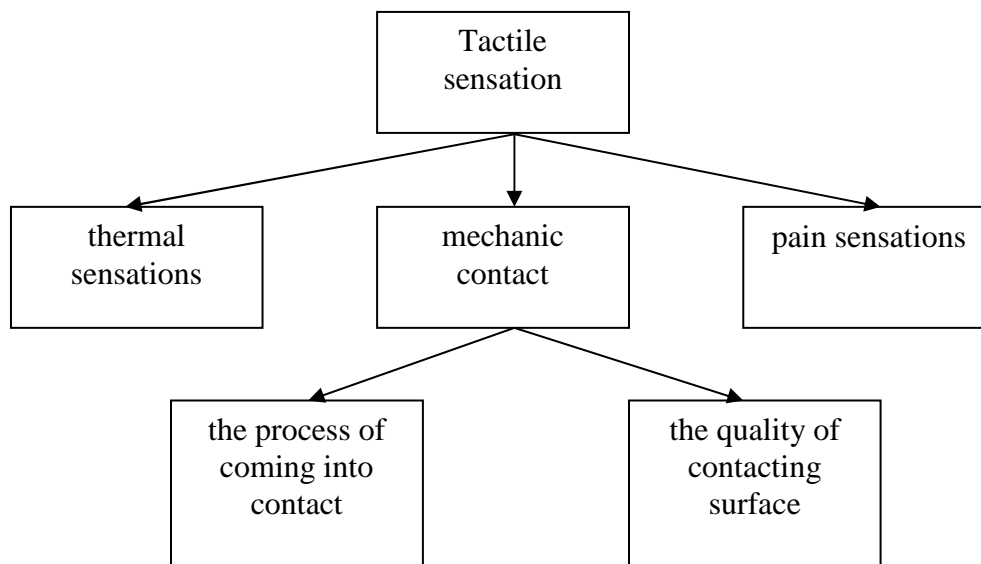 Tactile
sensation
thermal
sensations
mechanic
contact
pain sensations
the process of
coming into
contact
the quality of
contacting
surface